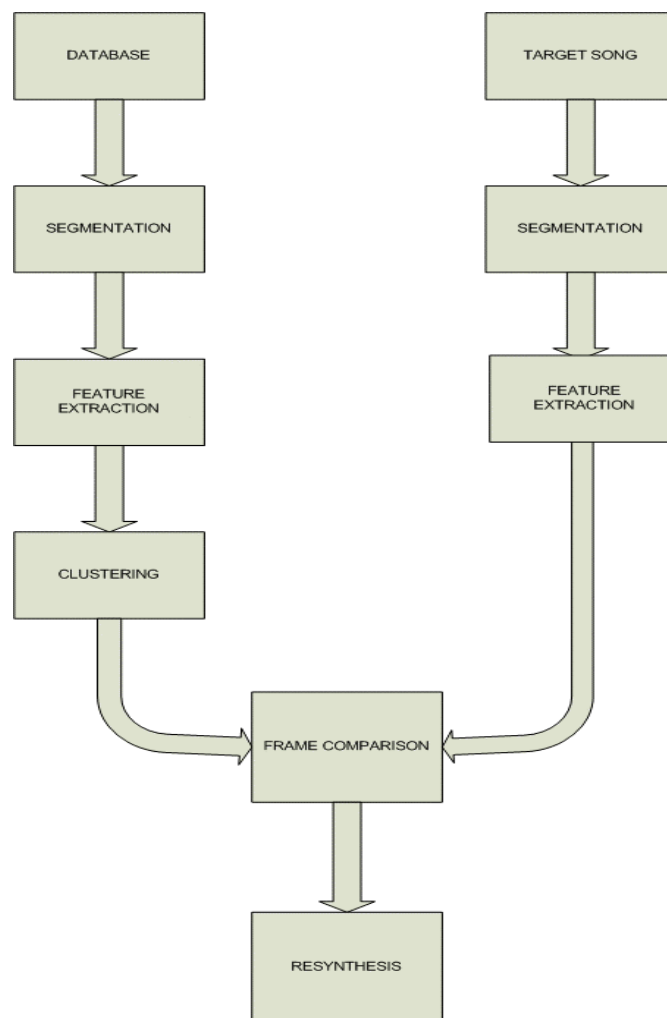 DATABASE
TARGET SONG
SEGMENTATION
SEGMENTATION
FEATURE
EXTRACTION
FEATURE
EXTRACTION
CLUSTERING
FRAME COMPARISON
RESYNTHESIS